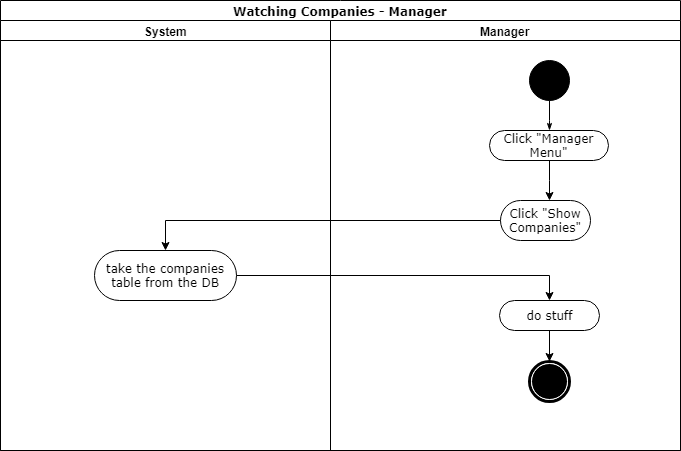 Watching Companies - Manager
System
Manager
Click "Manager
Menu"
Click "Show
Companies"
take the companies
table from the DB
do stuff